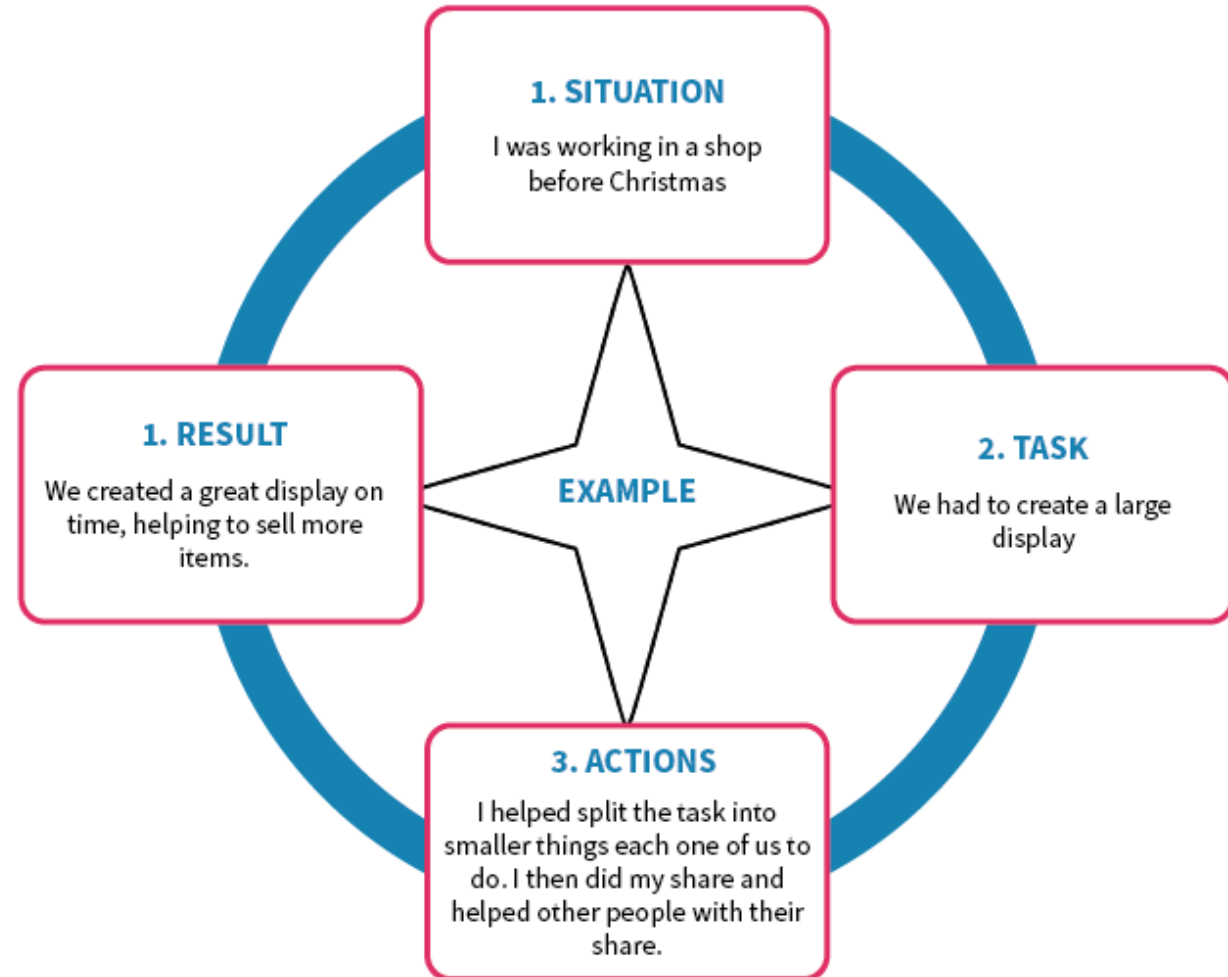 1. SITUATION
I was working in a shop
before Christmas
1. RESULT
We created a great display on
time, helping to sell more
items.
EXAMPLE
2. TASK
We had to create a large
display
3. ACTIONS
I helped split the task into
smaller things each one of us to
do. I then did my share and
helped other people with their
share.